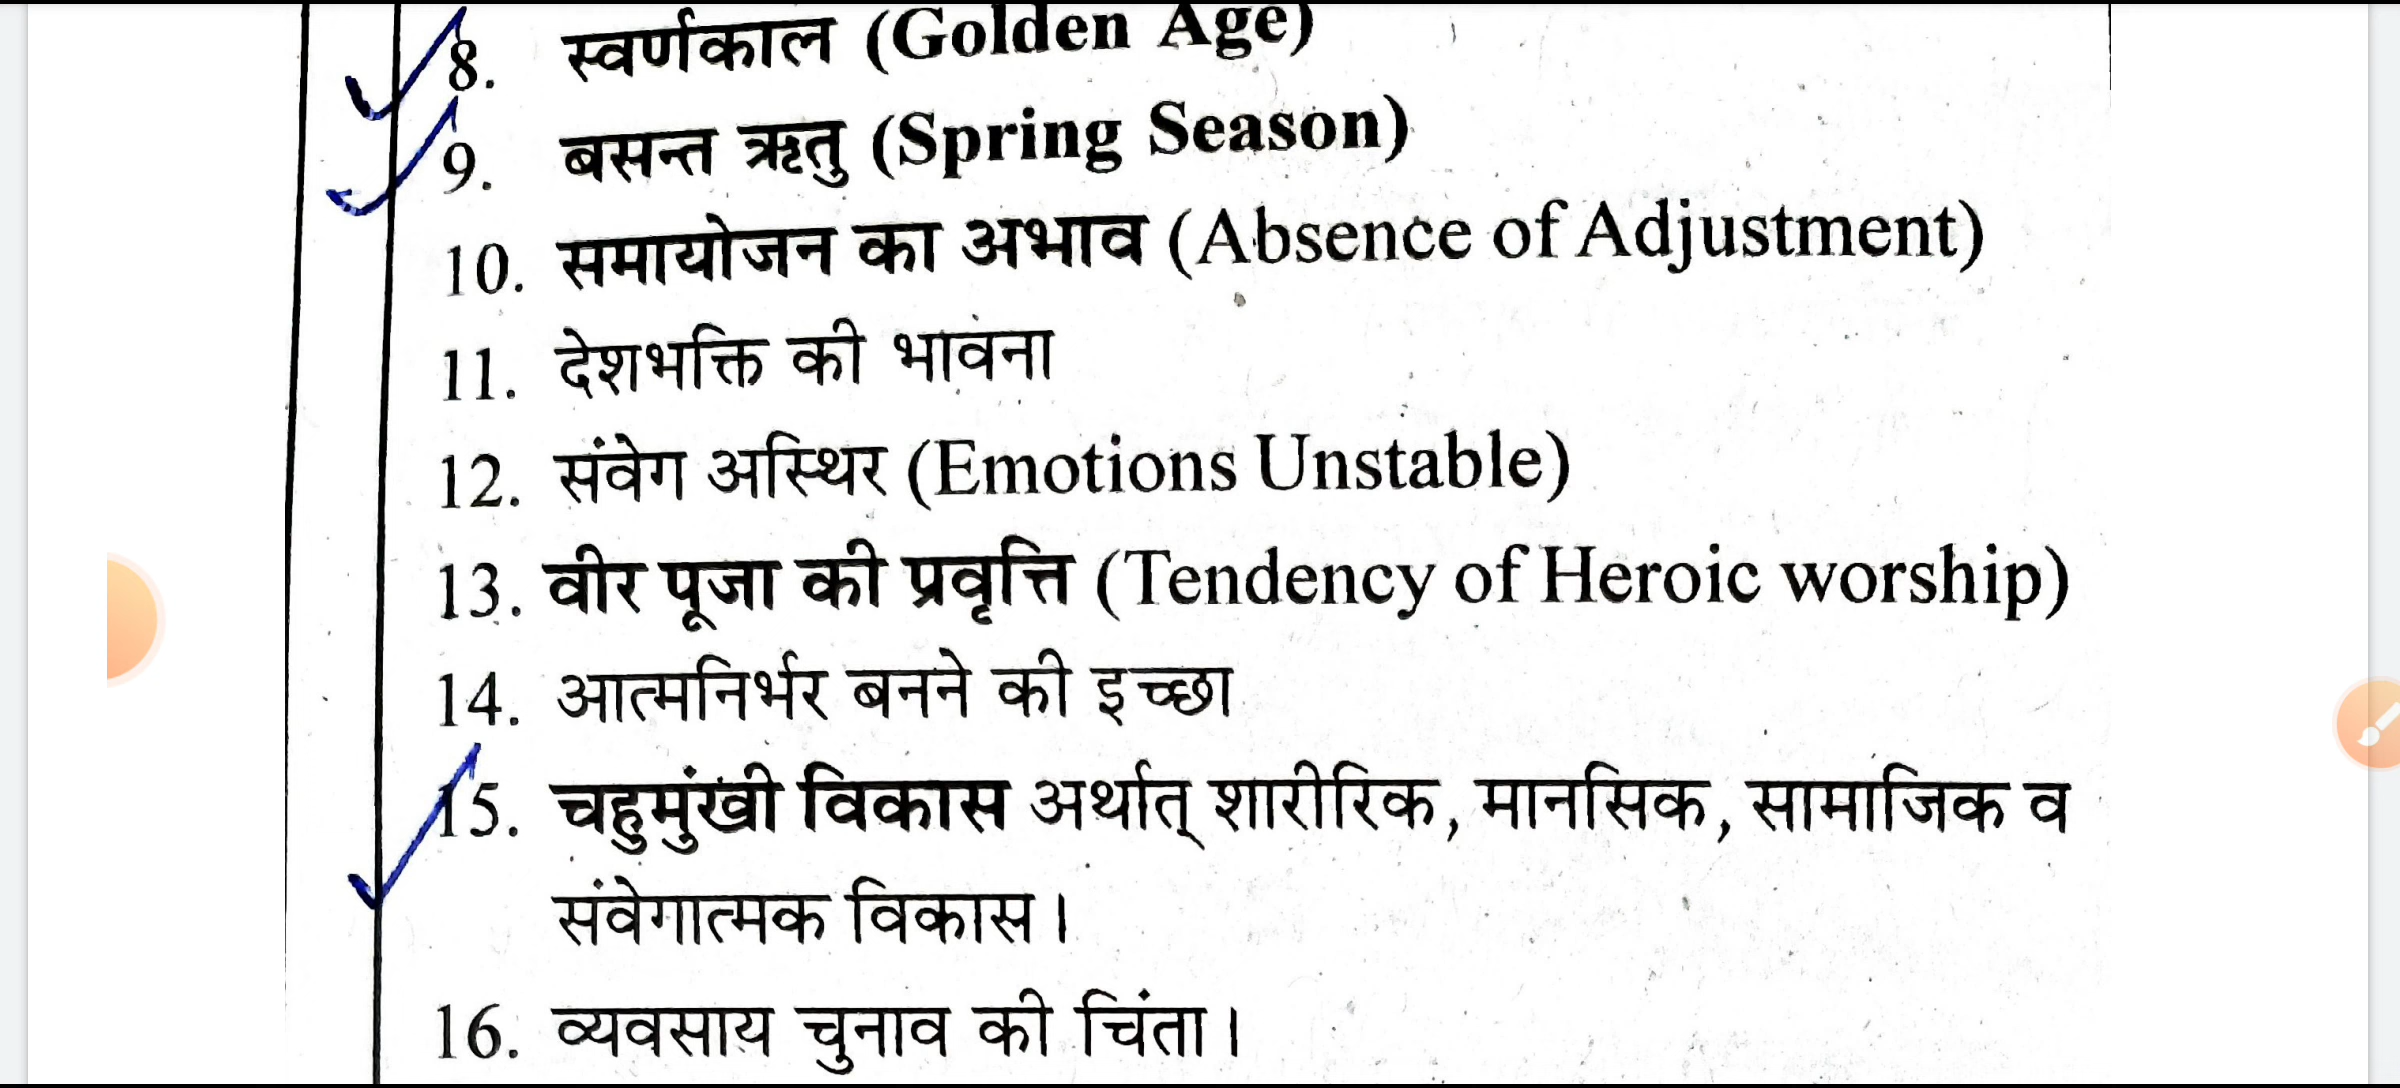 8. स्वर्णकाल (Golden Age)
9. बसन्त ऋतु (Spring Season)
10. समायोजन का अभाव (Absence of Adjustment)
11. देशभक्ति की भावना
12. संवेग अस्थिर (Emotions Unstable)
13. वीर पूजा की प्रवृत्ति (Tendency of Heroic worship)
14. आत्मनिर्भर बनने की इच्छा
15. चहुमुंखी विकास अर्थात् शारीरिक, मानसिक, सामाजिक व
संवेगात्मक विकास।
16. व्यवसाय चुनाव की चिंता।